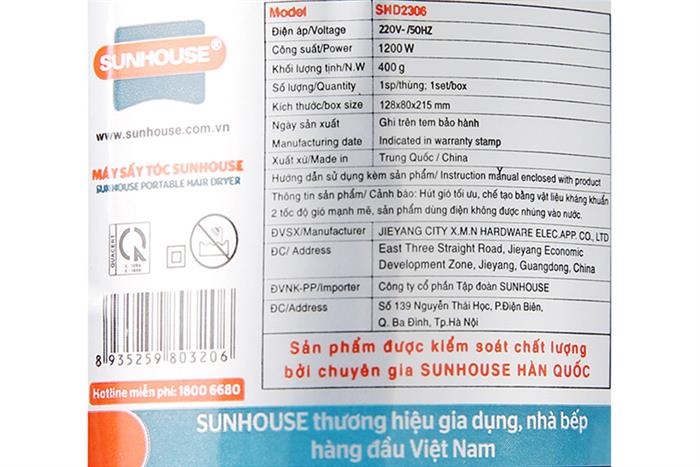 SUNHOUSE®
www.sunhouse.com.vn
MÁY SẤY TÓC SUNHOUSE
SUNHOUSE PORTABLE HAIR DRYER
QUACERT
8 935259 803206
Hotline miễn phí: 1800 6680
Model SHD2306
Điện áp/Voltage 220V~/50HZ
Công suất/Power 1200 W
Khối lượng tịnh/N.W 400 g
Số lượng/Quantity 1sp/thùng; 1set/box
Kích thước/box size 128x80x215 mm
Ngày sản xuất Ghi trên tem bảo hành
Manufacturing date Indicated in warranty stamp
Xuất xứ/Made in Trung Quốc / China
Hướng dẫn sử dụng kèm sản phẩm/ Instruction manual enclosed with product
Thông tin sản phẩm/ Cảnh báo: Hút gió tối ưu, chế tạo bằng vật liệu kháng khuẩn
2 tốc độ gió mạnh mẽ, sản phẩm dùng điện không được nhúng vào nước.
ĐVSX/Manufacturer JIEYANG CITY X.M.N HARDWARE ELEC.APP. CO., LTD
ĐC/ Address East Three Straight Road, Jieyang Economic
Development Zone, Jieyang, Guangdong, China
ĐVNK-PP/Importer Công ty cổ phần Tập đoàn SUNHOUSE
ĐC/Address Số 139 Nguyễn Thái Học, P.Điện Biên,
Q. Ba Đình, Tp.Hà Nội
Sản phẩm được kiểm soát chất lượng
bởi chuyên gia SUNHOUSE HÀN QUỐC
SUNHOUSE thương hiệu gia dụng, nhà bếp
hàng đầu Việt Nam